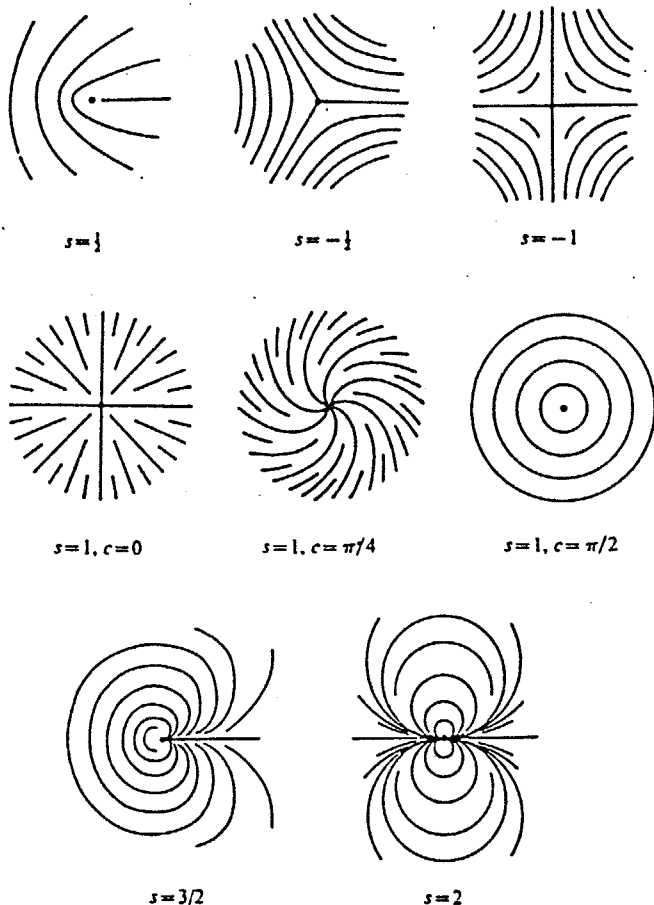 s=½ s=−½ s=−1
s=1, c=0 s=1, c=π/4 s=1, c=π/2
s=3/2 s=2